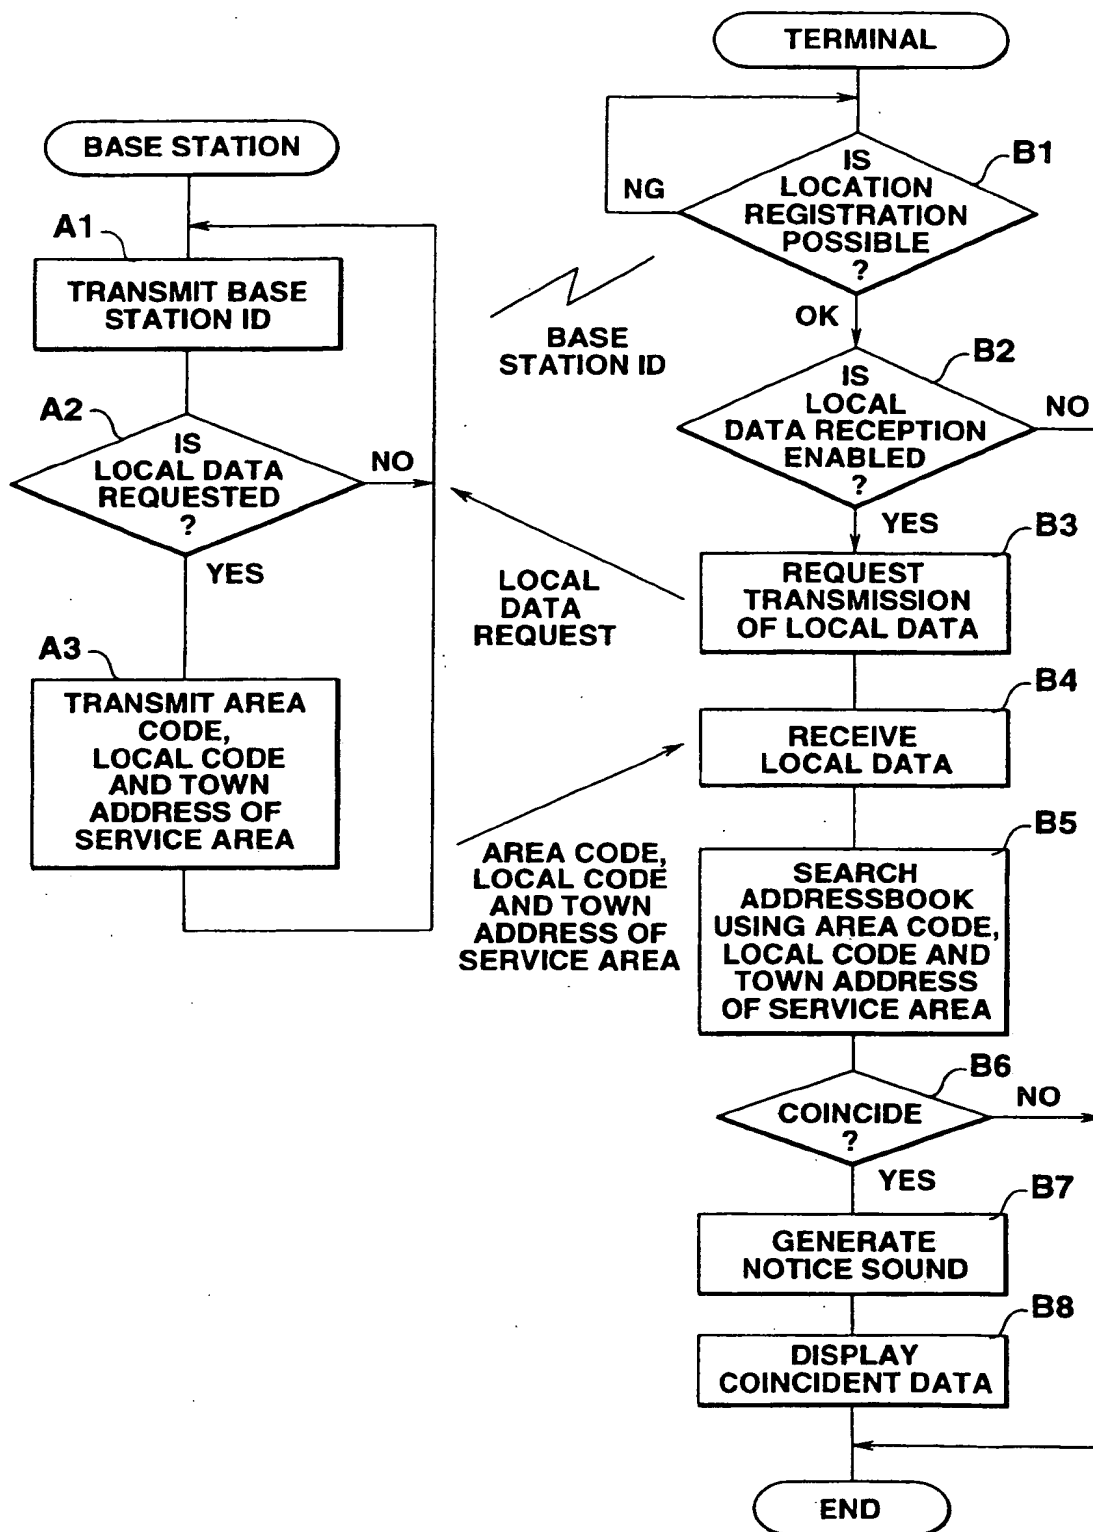 BASE STATION
A1
TRANSMIT BASE
STATION ID
A2
IS
LOCAL DATA
REQUESTED
?
NO
YES
A3
TRANSMIT AREA
CODE,
LOCAL CODE
AND TOWN
ADDRESS OF
SERVICE AREA
BASE
STATION ID
LOCAL
DATA
REQUEST
AREA CODE,
LOCAL CODE
AND TOWN
ADDRESS OF
SERVICE AREA
TERMINAL
B1
IS
LOCATION
REGISTRATION
POSSIBLE
?
NG
OK
B2
IS
LOCAL
DATA RECEPTION
ENABLED
?
NO
YES
B3
REQUEST
TRANSMISSION
OF LOCAL DATA
B4
RECEIVE
LOCAL DATA
B5
SEARCH
ADDRESSBOOK
USING AREA CODE,
LOCAL CODE AND
TOWN ADDRESS
OF SERVICE AREA
B6
COINCIDE
?
NO
YES
B7
GENERATE
NOTICE SOUND
B8
DISPLAY
COINCIDENT DATA
END